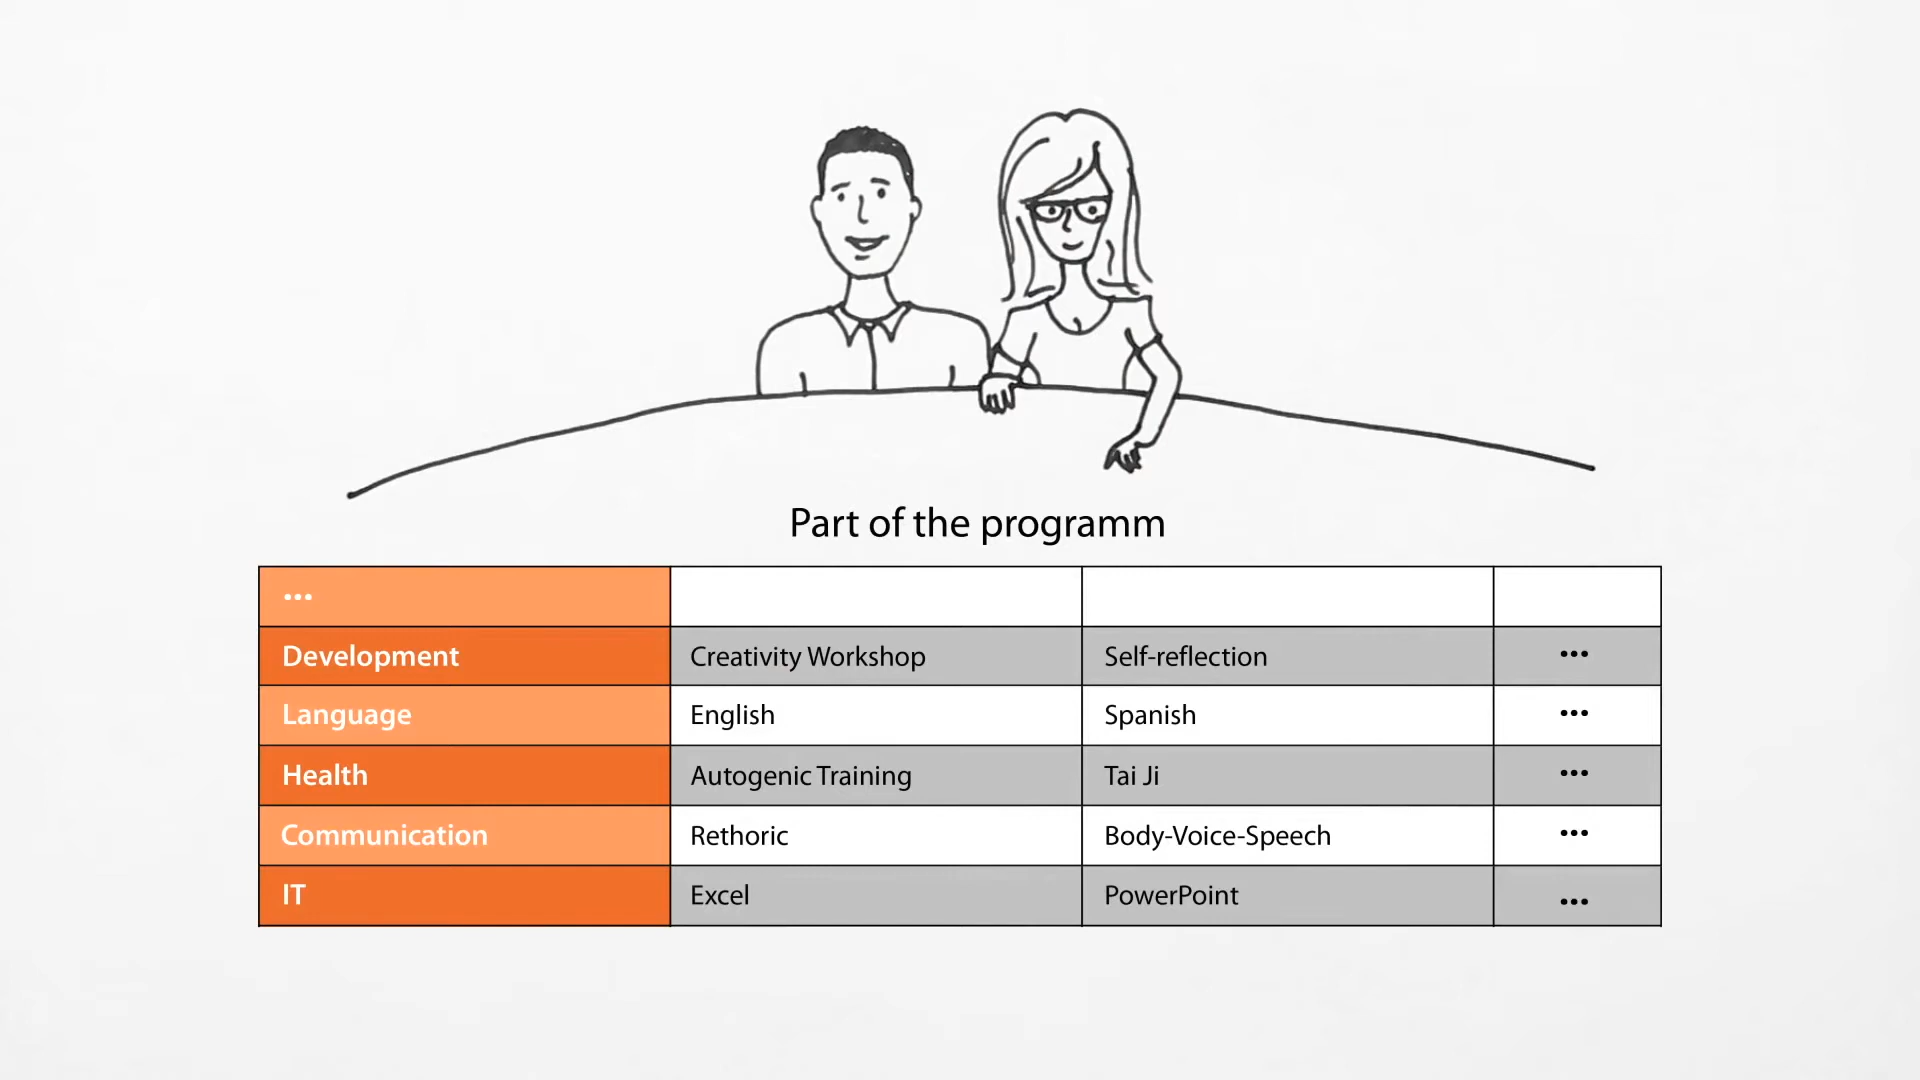 Part of the programm
...
Development Creativity Workshop Self-reflection ...
Language English Spanish ...
Health Autogenic Training Tai Ji ...
Communication Rethoric Body-Voice-Speech ...
IT Excel PowerPoint ...